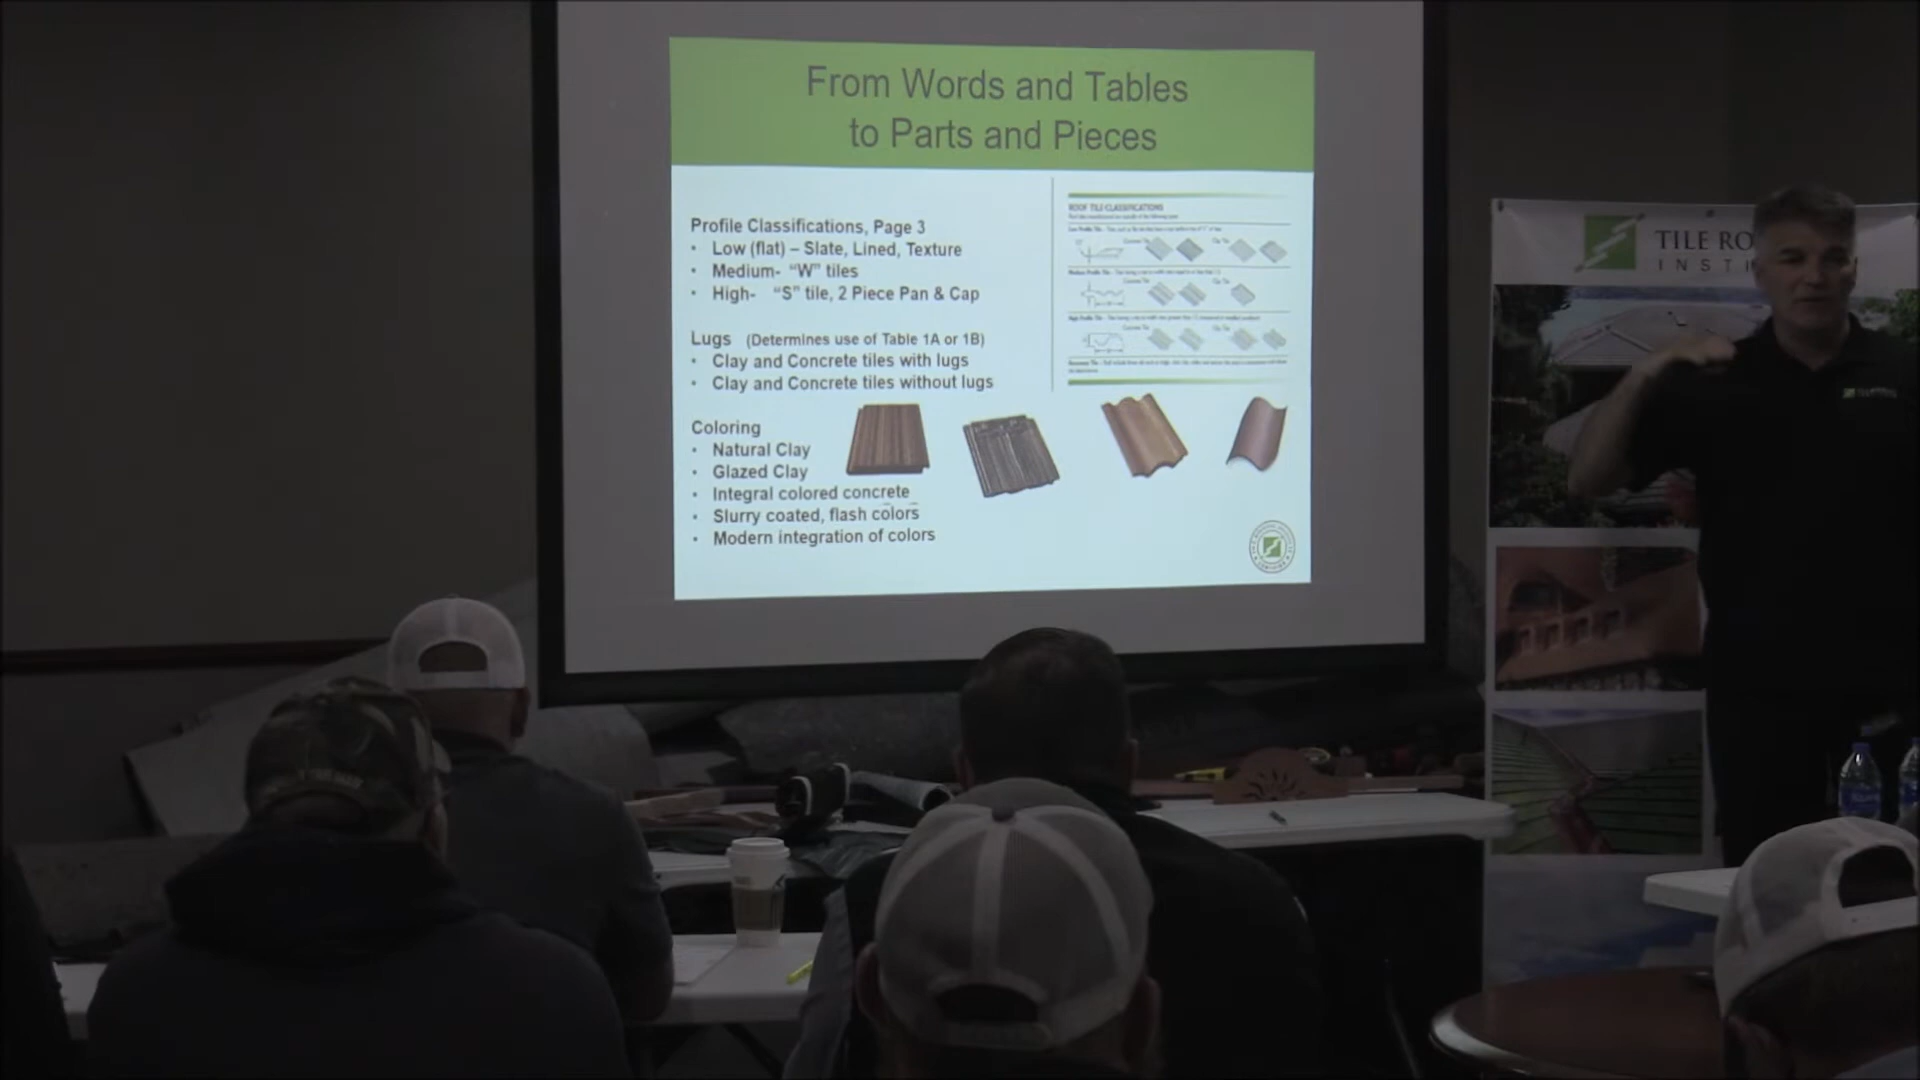 From Words and Tables
to Parts and Pieces
Profile Classifications, Page 3
• Low (flat) – Slate, Lined, Texture
• Medium- “W” tiles
• High- “S” tile, 2 Piece Pan & Cap
Lugs (Determines use of Table 1A or 1B)
• Clay and Concrete tiles with lugs
• Clay and Concrete tiles without lugs
Coloring
• Natural Clay
• Glazed Clay
• Integral colored concrete
• Slurry coated, flash colors
• Modern integration of colors
ROOF TILE CLASSIFICATIONS
TILE RO
INSTI